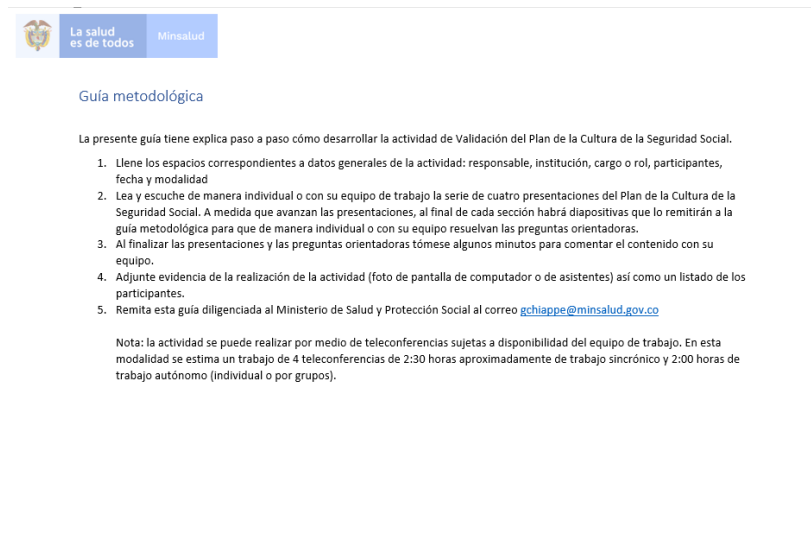 La salud
es de todos
Minsalud
Guía metodológica
La presente guía tiene explica paso a paso cómo desarrollar la actividad de Validación del Plan de la Cultura de la Seguridad Social.
1. Llene los espacios correspondientes a datos generales de la actividad: responsable, institución, cargo o rol, participantes,
fecha y modalidad
2. Lea y escuche de manera individual o con su equipo de trabajo la serie de cuatro presentaciones del Plan de la Cultura de la
Seguridad Social. A medida que avanzan las presentaciones, al final de cada sección habrá diapositivas que lo remitirán a la
guía metodológica para que de manera individual o con su equipo resuelvan las preguntas orientadoras.
3. Al finalizar las presentaciones y las preguntas orientadoras tómese algunos minutos para comentar el contenido con su
equipo.
4. Adjunte evidencia de la realización de la actividad (foto de pantalla de computador o de asistentes) así como un listado de los
participantes.
5. Remita esta guía diligenciada al Ministerio de Salud y Protección Social al correo gchiappe@minsalud.gov.co
Nota: la actividad se puede realizar por medio de teleconferencias sujetas a disponibilidad del equipo de trabajo. En esta
modalidad se estima un trabajo de 4 teleconferencias de 2:30 horas aproximadamente de trabajo sincrónico y 2:00 horas de
trabajo autónomo (individual o por grupos).